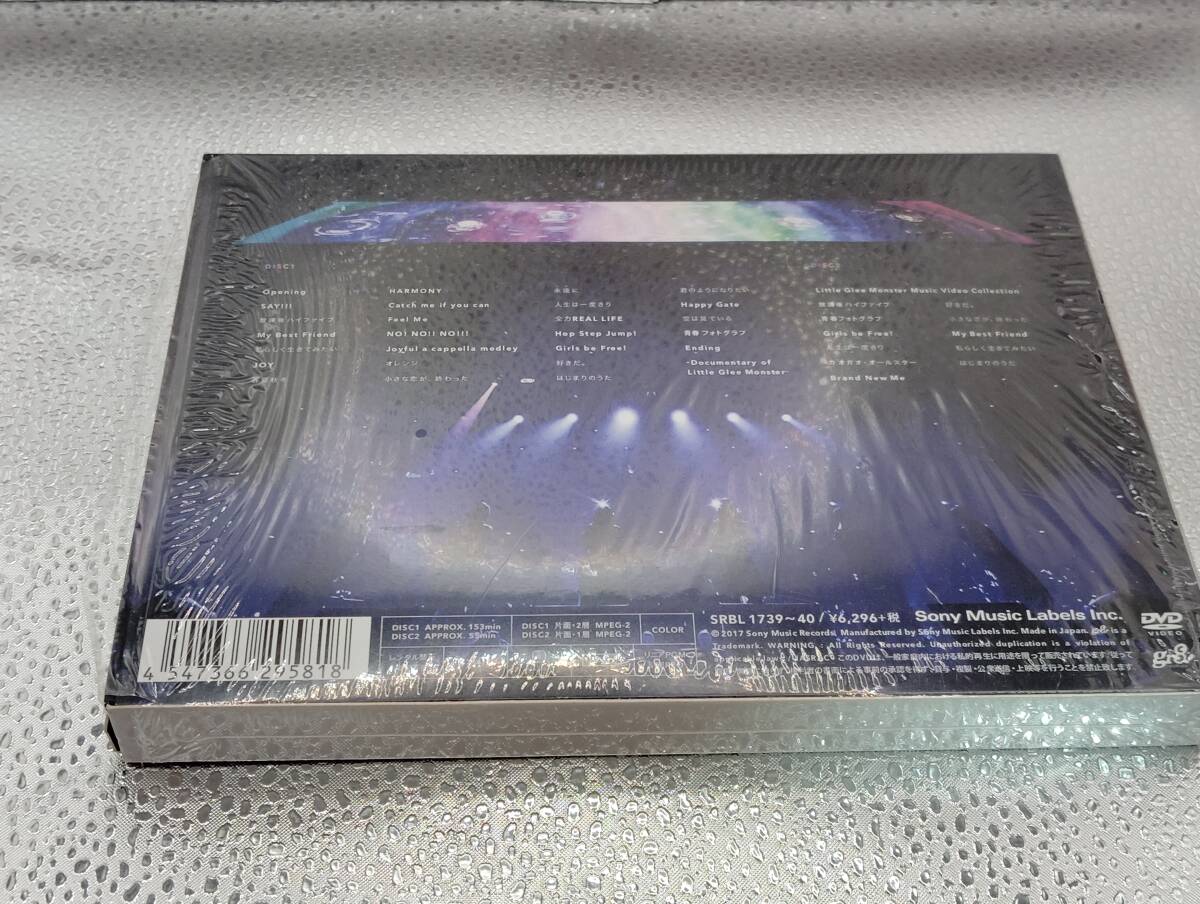 DISC1
Opening
SAY!!!
放課後ハイファイブ
My Best Friend
私らしく生きてみたい
JOY
青夏秋冬
HARMONY
Catch me if you can
Feel Me
NO! NO!! NO!!!
Joyful a cappella medley
オレンジ
小さな恋が、終わった
永遠に
人生は一度きり
全力REAL LIFE
Hop Step Jump!
Girls be Free!
好きだ。
はじまりのうた
君のようになりたい
Happy Gate
空は見ている
青春フォトグラフ
Ending
-Documentary of
Little Glee Monster-
DISC2
Little Glee Monster Music Video Collection
放課後ハイファイブ
青春フォトグラフ
Girls be Free!
人生は一度きり
カガオガ・オールスター
Brand New Me
好きだ。
小さな恋が、終わった
My Best Friend
私らしく生きてみたい
はじまりのうた
4 547366 295818
DISC1 APPROX. 153min
DISC2 APPROX. 55min
DISC1 片面・2層 MPEG-2
DISC2 片面・1層 MPEG-2
COLOR
SRBL 1739~40 / ¥6,296+税 Sony Music Labels Inc.
DVD
VIDEO
℗© 2017 Sony Music Records. Manufactured by Sony Music Labels Inc. Made in Japan. is a
Trademark. WARNING : All Rights Reserved. Unauthorized duplication is a violation of
applicable laws.
gr8!